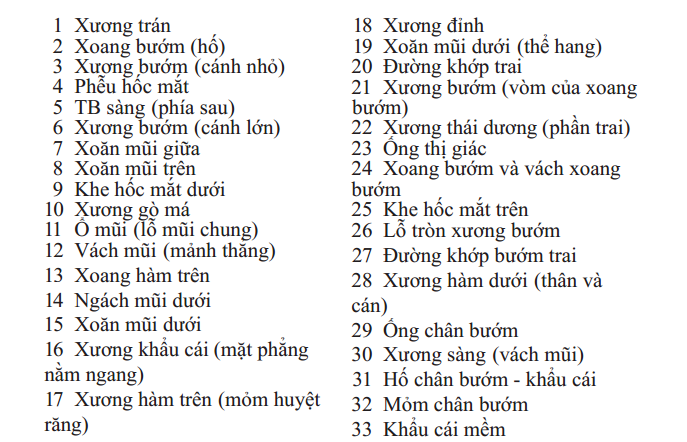 1 Xương trán
2 Xoang bướm (hố)
3 Xương bướm (cánh nhỏ)
4 Phễu hốc mắt
5 TB sàng (phía sau)
6 Xương bướm (cánh lớn)
7 Xoăn mũi giữa
8 Xoăn mũi trên
9 Khe hốc mắt dưới
10 Xương gò má
11 Ổ mũi (lỗ mũi chung)
12 Vách mũi (mảnh thẳng)
13 Xoang hàm trên
14 Ngách mũi dưới
15 Xoăn mũi dưới
16 Xương khẩu cái (mặt phẳng
nằm ngang)
17 Xương hàm trên (mỏm huyệt
răng)
18 Xương đỉnh
19 Xoăn mũi dưới (thể hang)
20 Đường khớp trai
21 Xương bướm (vòm của xoang
bướm)
22 Xương thái dương (phần trai)
23 Ống thị giác
24 Xoang bướm và vách xoang
bướm
25 Khe hốc mắt trên
26 Lỗ tròn xương bướm
27 Đường khớp bướm trai
28 Xương hàm dưới (thân và
cán)
29 Ống chân bướm
30 Xương sàng (vách mũi)
31 Hố chân bướm - khẩu cái
32 Mỏm chân bướm
33 Khẩu cái mềm